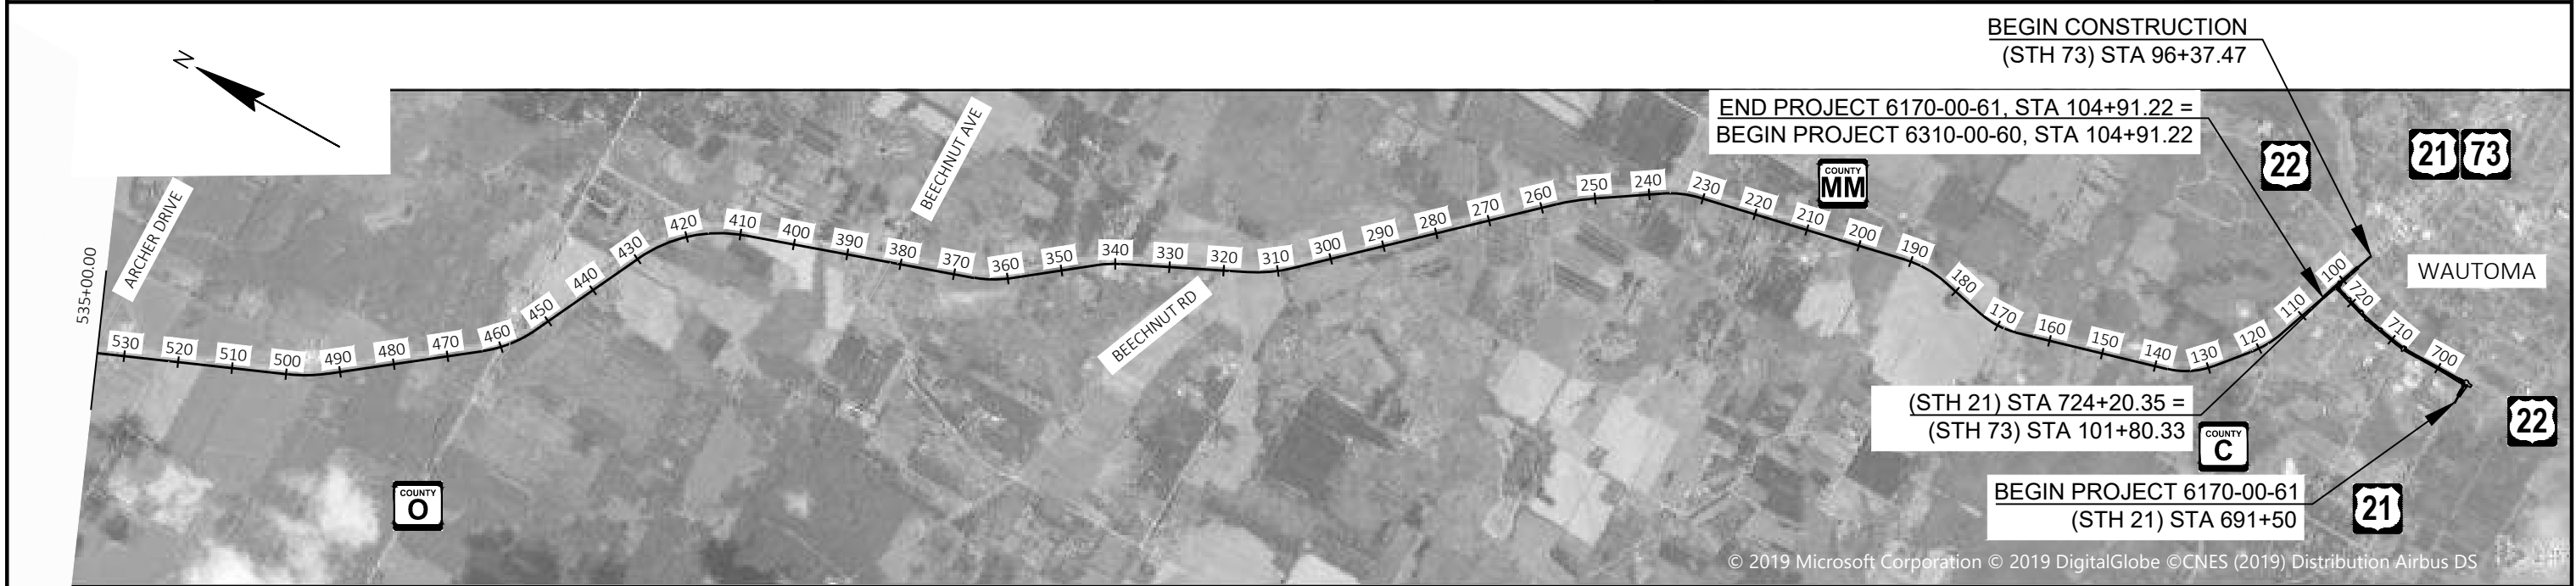 BEGIN CONSTRUCTION
(STH 73) STA 96+37.47
N
END PROJECT 6170-00-61, STA 104+91.22 =
BEGIN PROJECT 6310-00-60, STA 104+91.22
22
21 73
COUNTY
MM
BEECHNUT AVE
ARCHER DRIVE
535+00.00
530 520 510 500 490 480 470 460 450 440 430 420 410 400 390 380 370 360 350 340 330 320 310 300 290 280 270 260 250 240 230 220 210 200 190 180 170 160 150 140 130 120 110 100
720 710 700
WAUTOMA
BEECHNUT RD
(STH 21) STA 724+20.35 =
(STH 73) STA 101+80.33
COUNTY
C
22
COUNTY
O
BEGIN PROJECT 6170-00-61
(STH 21) STA 691+50
21
© 2019 Microsoft Corporation © 2019 DigitalGlobe ©CNES (2019) Distribution Airbus DS